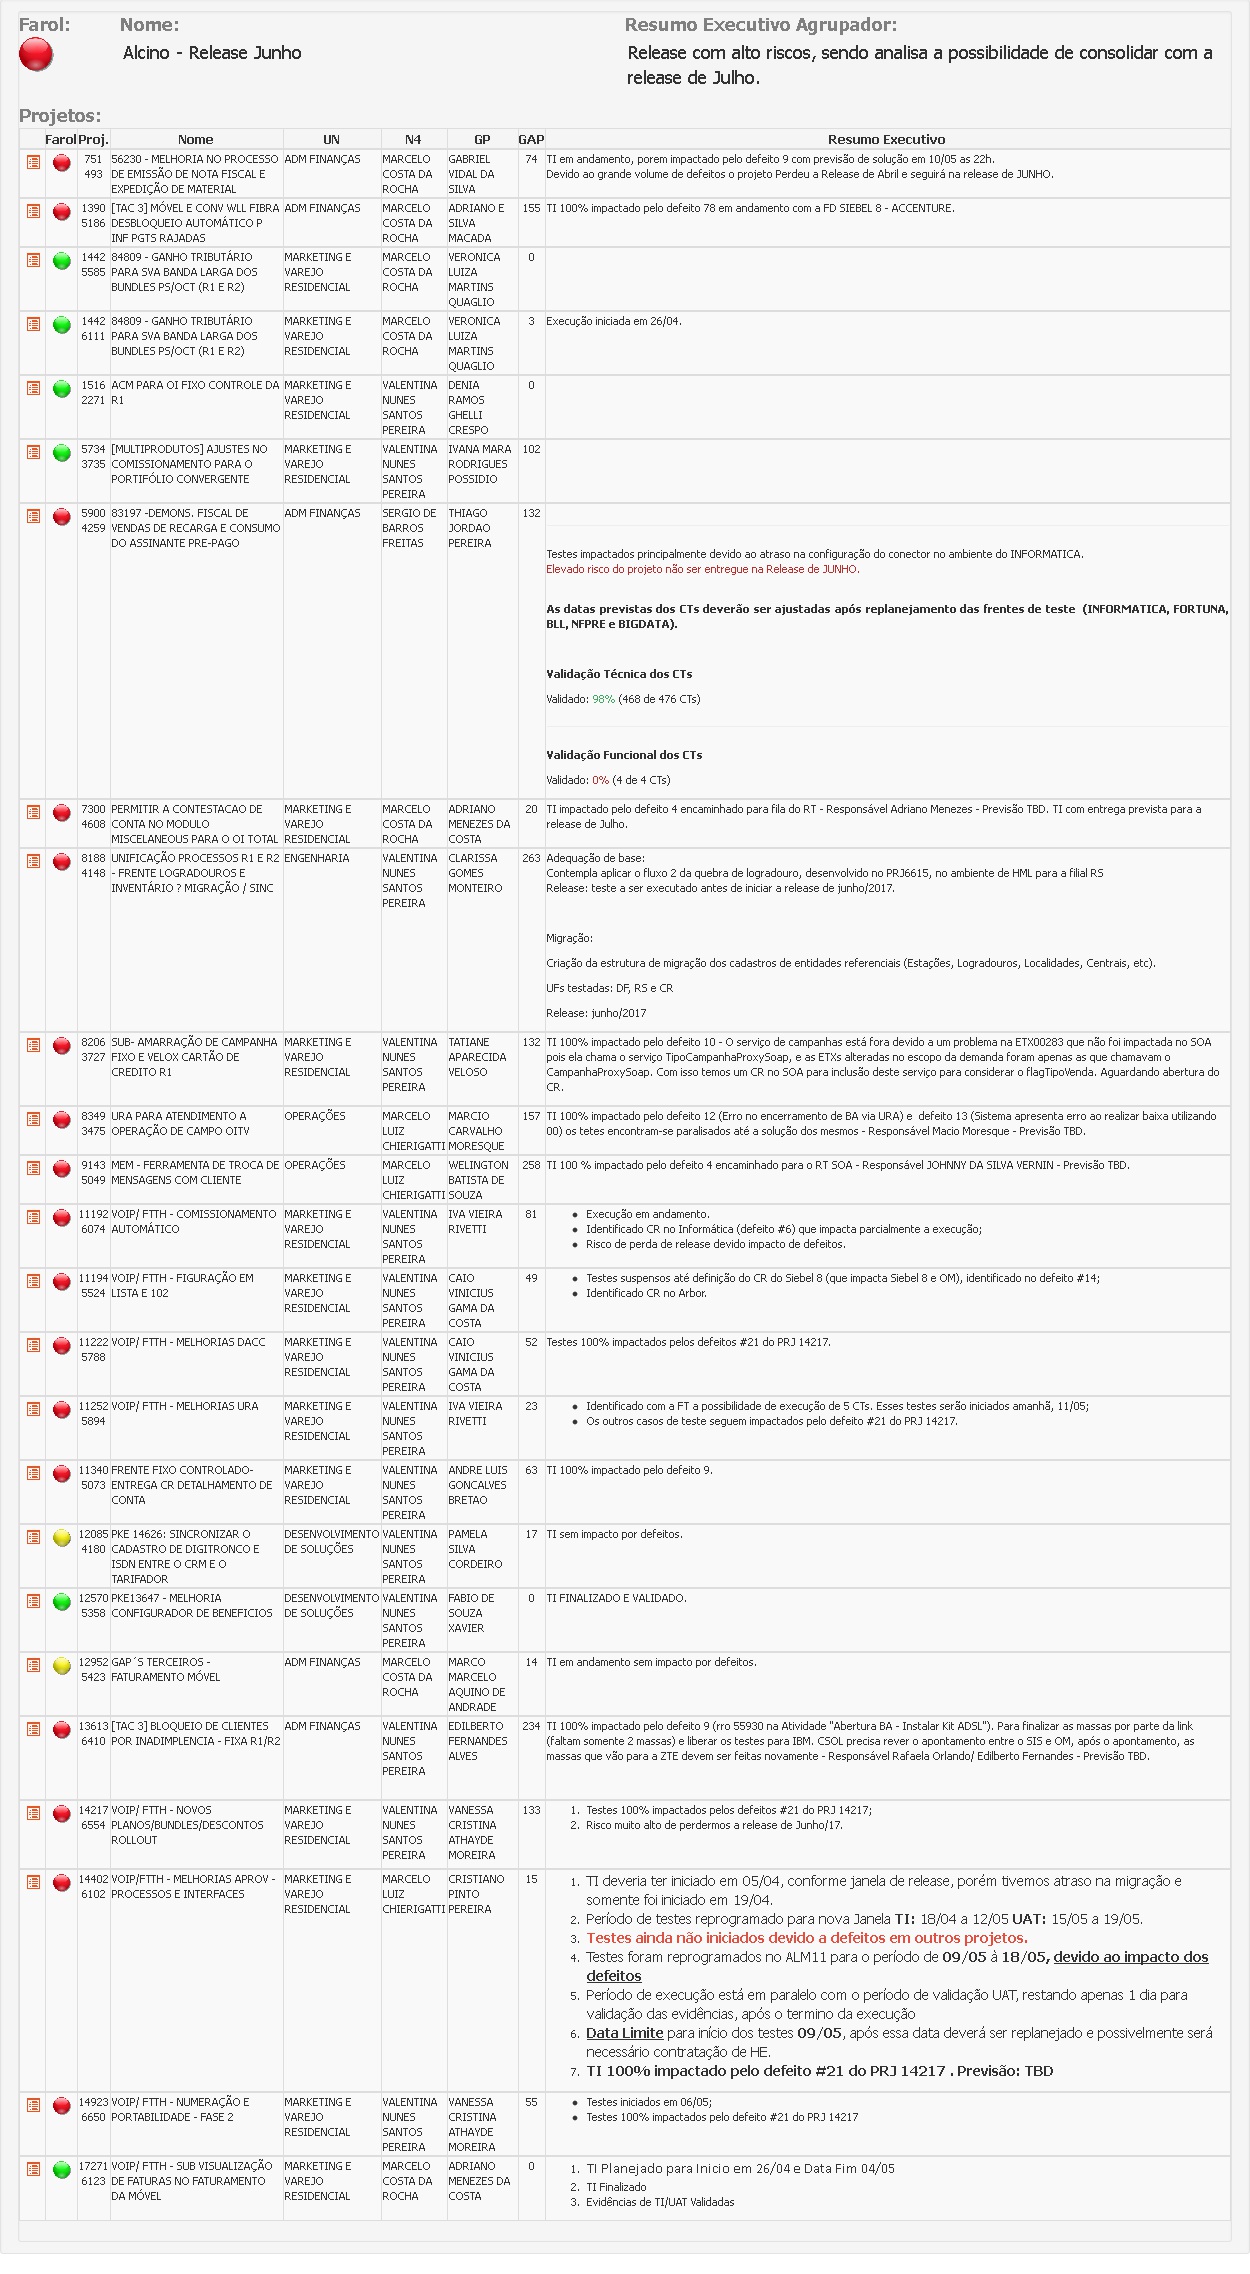 Farol: Nome: Resumo Executivo Agrupador:
Alcino - Release Junho
Release com alto riscos, sendo analisa a possibilidade de consolidar com a
release de Julho.
Projetos:
Farol Proj. Nome UN N4 GP GAP Resumo Executivo
751 56230 - MELHORIA NO PROCESSO ADM FINANÇAS MARCELO GABRIEL 74 TI em andamento, porem impactado pelo defeito 9 com previsão de solução em 10/05 as 22h.
493 DE EMISSÃO DE NOTA FISCAL E COSTA DA VIDAL DA Devido ao grande volume de defeitos o projeto Perdeu a Release de Abril e seguirá na release de JUNHO.
EXPEDIÇÃO DE MATERIAL ROCHA SILVA
1390 [TAC 3] MÓVEL E CONV WLL FIBRA ADM FINANÇAS MARCELO ADRIANO E 155 TI 100% impactado pelo defeito 78 em andamento com a FD SIEBEL 8 - ACCENTURE.
5186 DESBLOQUEIO AUTOMÁTICO P COSTA DA SILVA
INF PGTS RAJADAS ROCHA MACADA
1442 84809 - GANHO TRIBUTÁRIO MARKETING E MARCELO VERONICA 0
5585 PARA SVA BANDA LARGA DOS VAREJO COSTA DA LUIZA
BUNDLES PS/OCT (R1 E R2) RESIDENCIAL ROCHA MARTINS
QUAGLIO
1442 84809 - GANHO TRIBUTÁRIO MARKETING E MARCELO VERONICA 3 Execução iniciada em 26/04.
6111 PARA SVA BANDA LARGA DOS VAREJO COSTA DA LUIZA
BUNDLES PS/OCT (R1 E R2) RESIDENCIAL ROCHA MARTINS
QUAGLIO
1516 ACM PARA OI FIXO CONTROLE DA MARKETING E VALENTINA DENIA 0
2271 R1 VAREJO NUNES RAMOS
RESIDENCIAL SANTOS GHELLI
PEREIRA CRESPO
5734 [MULTIPRODUTOS] AJUSTES NO MARKETING E VALENTINA IVANA MARA 102
3735 COMISSIONAMENTO PARA O VAREJO NUNES RODRIGUES
PORTIFÓLIO CONVERGENTE RESIDENCIAL SANTOS POSSIDIO
PEREIRA
5900 83197 -DEMONS. FISCAL DE ADM FINANÇAS SERGIO DE THIAGO 132
4259 VENDAS DE RECARGA E CONSUMO BARROS JORDAO
DO ASSINANTE PRE-PAGO FREITAS PEREIRA
Testes impactados principalmente devido ao atraso na configuração do conector no ambiente do INFORMATICA.
Elevado risco do projeto não ser entregue na Release de JUNHO.
As datas previstas dos CTs deverão ser ajustadas após replanejamento das frentes de teste (INFORMATICA, FORTUNA,
BLL, NFPRE e BIGDATA).
Validação Técnica dos CTs
Validado: 98% (468 de 476 CTs)
Validação Funcional dos CTs
Validado: 0% (4 de 4 CTs)
7300 PERMITIR A CONTESTACAO DE MARKETING E MARCELO ADRIANO 20 TI impactado pelo defeito 4 encaminhado para fila do RT - Responsável Adriano Menezes - Previsão TBD. TI com entrega prevista para a
4608 CONTA NO MODULO VAREJO COSTA DA MENEZES DA release de Julho.
MISCELANEOUS PARA O OI TOTAL RESIDENCIAL ROCHA COSTA
8188 UNIFICAÇÃO PROCESSOS R1 E R2 ENGENHARIA VALENTINA CLARISSA 263 Adequação de base:
4148 - FRENTE LOGRADOUROS E NUNES GOMES Contempla aplicar o fluxo 2 da quebra de logradouro, desenvolvido no PRJ6615, no ambiente de HML para a filial RS
INVENTÁRIO ? MIGRAÇÃO / SINC SANTOS MONTEIRO Release: teste a ser executado antes de iniciar a release de junho/2017.
PEREIRA
Migração:
Criação da estrutura de migração dos cadastros de entidades referenciais (Estações, Logradouros, Localidades, Centrais, etc).
UFs testadas: DF, RS e CR
Release: junho/2017
8206 SUB- AMARRAÇÃO DE CAMPANHA MARKETING E VALENTINA TATIANE 132 TI 100% impactado pelo defeito 10 - O serviço de campanhas está fora devido a um problema na ETX00283 que não foi impactada no SOA
3727 FIXO E VELOX CARTÃO DE VAREJO NUNES APARECIDA pois ela chama o serviço TipoCampanhaProxySoap, e as ETXs alteradas no escopo da demanda foram apenas as que chamavam o
CREDITO R1 RESIDENCIAL SANTOS VELOSO CampanhaProxySoap. Com isso temos um CR no SOA para inclusão deste serviço para considerar o flagTipoVenda. Aguardando abertura do
PEREIRA CR.
8349 URA PARA ATENDIMENTO A OPERAÇÕES MARCELO MARCIO 157 TI 100% impactado pelo defeito 12 (Erro no encerramento de BA via URA) e defeito 13 (Sistema apresenta erro ao realizar baixa utilizando
3475 OPERAÇÃO DE CAMPO OITV LUIZ CARVALHO 00) os tetes encontram-se paralisados até a solução dos mesmos - Responsável Macio Moresque - Previsão TBD.
CHIERIGATTI MORESQUE
9143 MEM - FERRAMENTA DE TROCA DE OPERAÇÕES MARCELO WELINGTON 258 TI 100 % impactado pelo defeito 4 encaminhado para o RT SOA - Responsável JOHNNY DA SILVA VERNIN - Previsão TBD.
5049 MENSAGENS COM CLIENTE LUIZ BATISTA DE
CHIERIGATTI SOUZA
11192 VOIP/ FTTH - COMISSIONAMENTO MARKETING E VALENTINA IVA VIEIRA 81 • Execução em andamento.
6074 AUTOMÁTICO VAREJO NUNES RIVETTI • Identificado CR no Informática (defeito #6) que impacta parcialmente a execução;
RESIDENCIAL SANTOS • Risco de perda de release devido impacto de defeitos.
PEREIRA
11194 VOIP/ FTTH - FIGURAÇÃO EM MARKETING E VALENTINA CAIO 49 • Testes suspensos até definição do CR do Siebel 8 (que impacta Siebel 8 e OM), identificado no defeito #14;
5524 LISTA E 102 VAREJO NUNES VINICIUS • Identificado CR no Arbor.
RESIDENCIAL SANTOS GAMA DA
PEREIRA COSTA
11222 VOIP/ FTTH - MELHORIAS DACC MARKETING E VALENTINA CAIO 52 Testes 100% impactados pelos defeitos #21 do PRJ 14217.
5788 VAREJO NUNES VINICIUS
RESIDENCIAL SANTOS GAMA DA
PEREIRA COSTA
11252 VOIP/ FTTH - MELHORIAS URA MARKETING E VALENTINA IVA VIEIRA 23 • Identificado com a FT a possibilidade de execução de 5 CTs. Esses testes serão iniciados amanhã, 11/05;
5894 VAREJO NUNES RIVETTI • Os outros casos de teste seguem impactados pelo defeito #21 do PRJ 14217.
RESIDENCIAL SANTOS
PEREIRA
11340 FRENTE FIXO CONTROLADO- MARKETING E VALENTINA ANDRE LUIS 63 TI 100% impactado pelo defeito 9.
5073 ENTREGA CR DETALHAMENTO DE VAREJO NUNES GONCALVES
CONTA RESIDENCIAL SANTOS BRETAO
PEREIRA
12085 PKE 14626: SINCRONIZAR O DESENVOLVIMENTO VALENTINA PAMELA 17 TI sem impacto por defeitos.
4180 CADASTRO DE DIGITRONCO E DE SOLUÇÕES NUNES SILVA
ISDN ENTRE O CRM E O SANTOS CORDEIRO
TARIFADOR PEREIRA
12570 PKE13647 - MELHORIA DESENVOLVIMENTO VALENTINA FABIO DE 0 TI FINALIZADO E VALIDADO.
5358 CONFIGURADOR DE BENEFICIOS DE SOLUÇÕES NUNES SOUZA
SANTOS XAVIER
PEREIRA
12952 GAP´S TERCEIROS - ADM FINANÇAS MARCELO MARCO 14 TI em andamento sem impacto por defeitos.
5423 FATURAMENTO MÓVEL COSTA DA MARCELO
ROCHA AQUINO DE
ANDRADE
13613 [TAC 3] BLOQUEIO DE CLIENTES ADM FINANÇAS VALENTINA EDILBERTO 234 TI 100% impactado pelo defeito 9 (rro 55930 na Atividade "Abertura BA - Instalar Kit ADSL"). Para finalizar as massas por parte da link
6410 POR INADIMPLENCIA - FIXA R1/R2 NUNES FERNANDES (faltam somente 2 massas) e liberar os testes para IBM. CSOL precisa rever o apontamento entre o SIS e OM, após o apontamento, as
SANTOS ALVES massas que vão para a ZTE devem ser feitas novamente - Responsável Rafaela Orlando/ Edilberto Fernandes - Previsão TBD.
PEREIRA
14217 VOIP/ FTTH - NOVOS MARKETING E VALENTINA VANESSA 133 1. Testes 100% impactados pelos defeitos #21 do PRJ 14217;
6554 PLANOS/BUNDLES/DESCONTOS VAREJO NUNES CRISTINA 2. Risco muito alto de perdermos a release de Junho/17.
ROLLOUT RESIDENCIAL SANTOS ATHAYDE
PEREIRA MOREIRA
14402 VOIP/FTTH - MELHORIAS APROV - MARKETING E MARCELO CRISTIANO 15 1. TI deveria ter iniciado em 05/04, conforme janela de release, porém tivemos atraso na migração e
6102 PROCESSOS E INTERFACES VAREJO LUIZ PINTO somente foi iniciado em 19/04.
RESIDENCIAL CHIERIGATTI PEREIRA
2. Período de testes reprogramado para nova Janela TI: 18/04 a 12/05 UAT: 15/05 a 19/05.
3. Testes ainda não iniciados devido a defeitos em outros projetos.
4. Testes foram reprogramados no ALM11 para o período de 09/05 à 18/05, devido ao impacto dos
defeitos
5. Período de execução está em paralelo com o período de validação UAT, restando apenas 1 dia para
validação das evidências, após o termino da execução
6. Data Limite para início dos testes 09/05, após essa data deverá ser replanejado e possivelmente será
necessário contratação de HE.
7. TI 100% impactado pelo defeito #21 do PRJ 14217 . Previsão: TBD
14923 VOIP/ FTTH - NUMERAÇÃO E MARKETING E VALENTINA VANESSA 55 • Testes iniciados em 06/05;
6650 PORTABILIDADE - FASE 2 VAREJO NUNES CRISTINA • Testes 100% impactados pelo defeito #21 do PRJ 14217
RESIDENCIAL SANTOS ATHAYDE
PEREIRA MOREIRA
17271 VOIP/ FTTH - SUB VISUALIZAÇÃO MARKETING E MARCELO ADRIANO 0 1. TI Planejado para Inicio em 26/04 e Data Fim 04/05
6123 DE FATURAS NO FATURAMENTO VAREJO COSTA DA MENEZES DA 2. TI Finalizado
DA MÓVEL RESIDENCIAL ROCHA COSTA 3. Evidências de TI/UAT Validadas